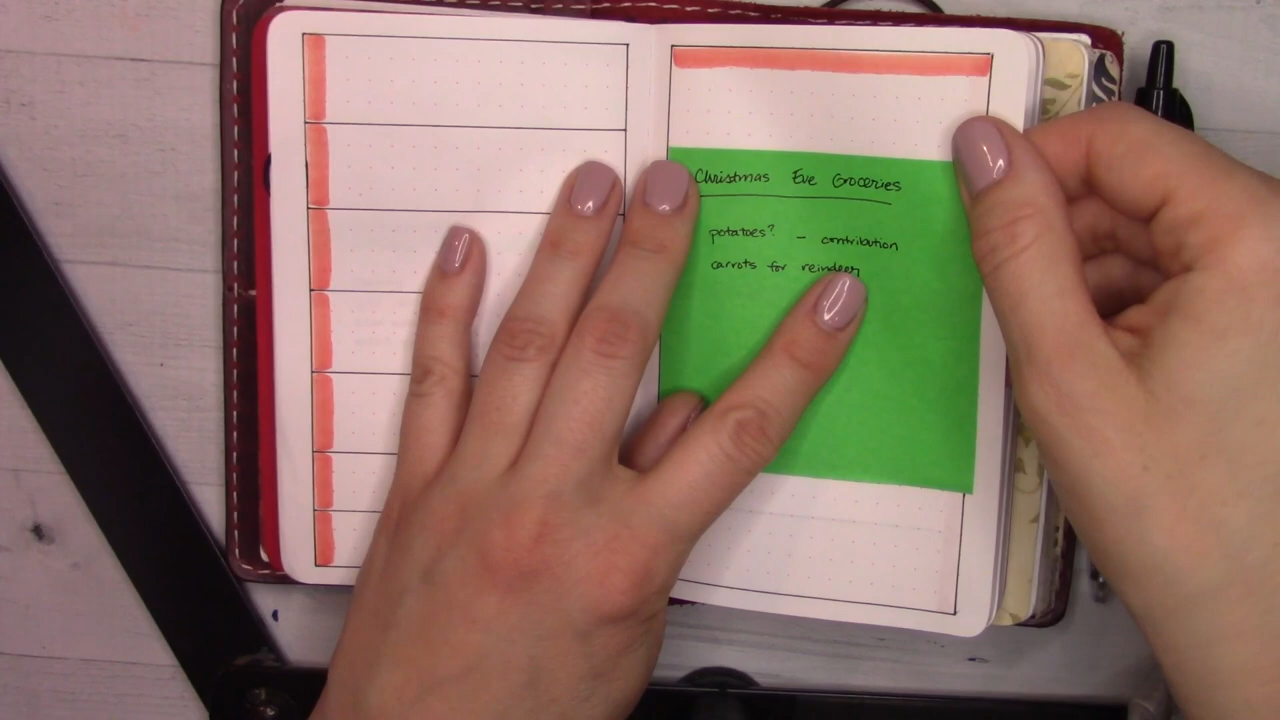 Christmas Eve Groceries
potatoes? - contribution
carrots for reindeer